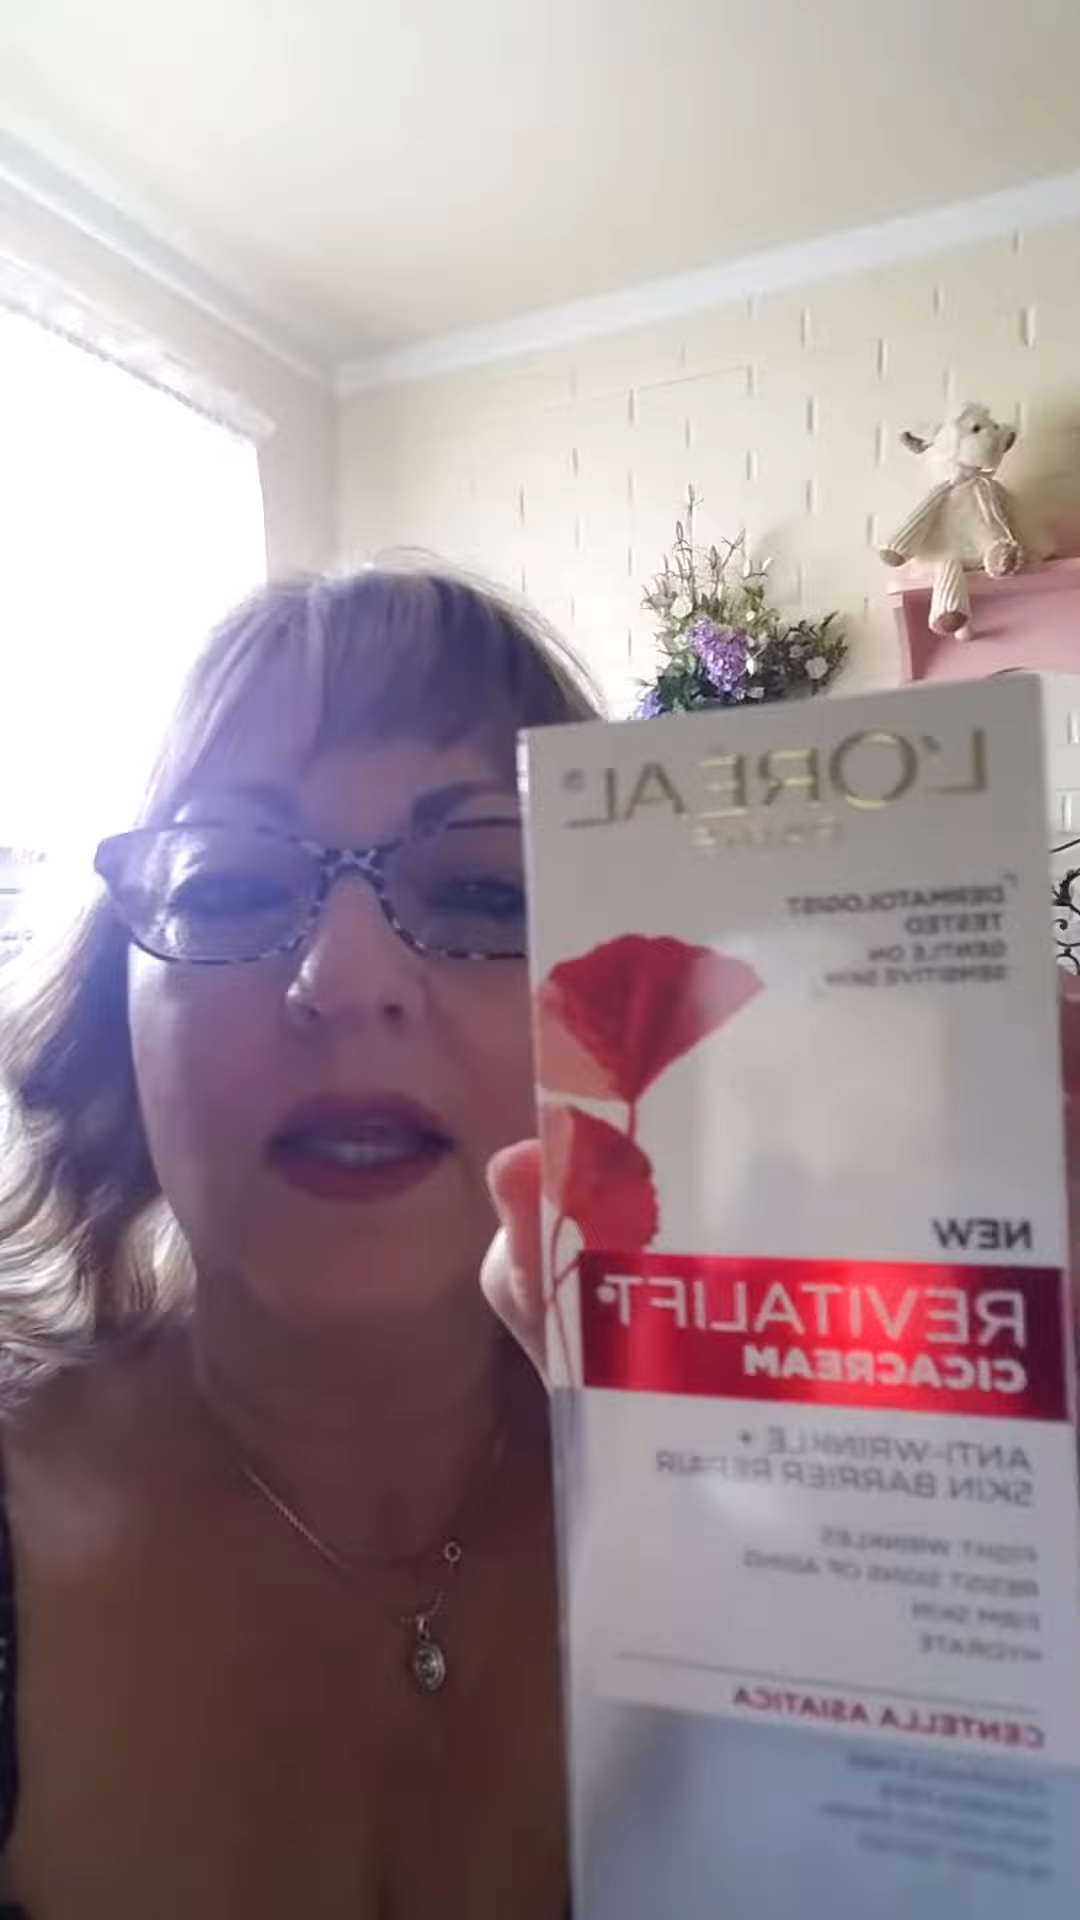 L'ORÉAL
PARIS
DERMATOLOGIST
TESTED
GENTLE ON
SENSITIVE SKIN
NEW
REVITALIFT
CICACREAM
ANTI-WRINKLE +
SKIN BARRIER REPAIR
FIGHT WRINKLES
RESIST SIGNS OF AGING
FIRM SKIN
HYDRATE
CENTELLA ASIATICA